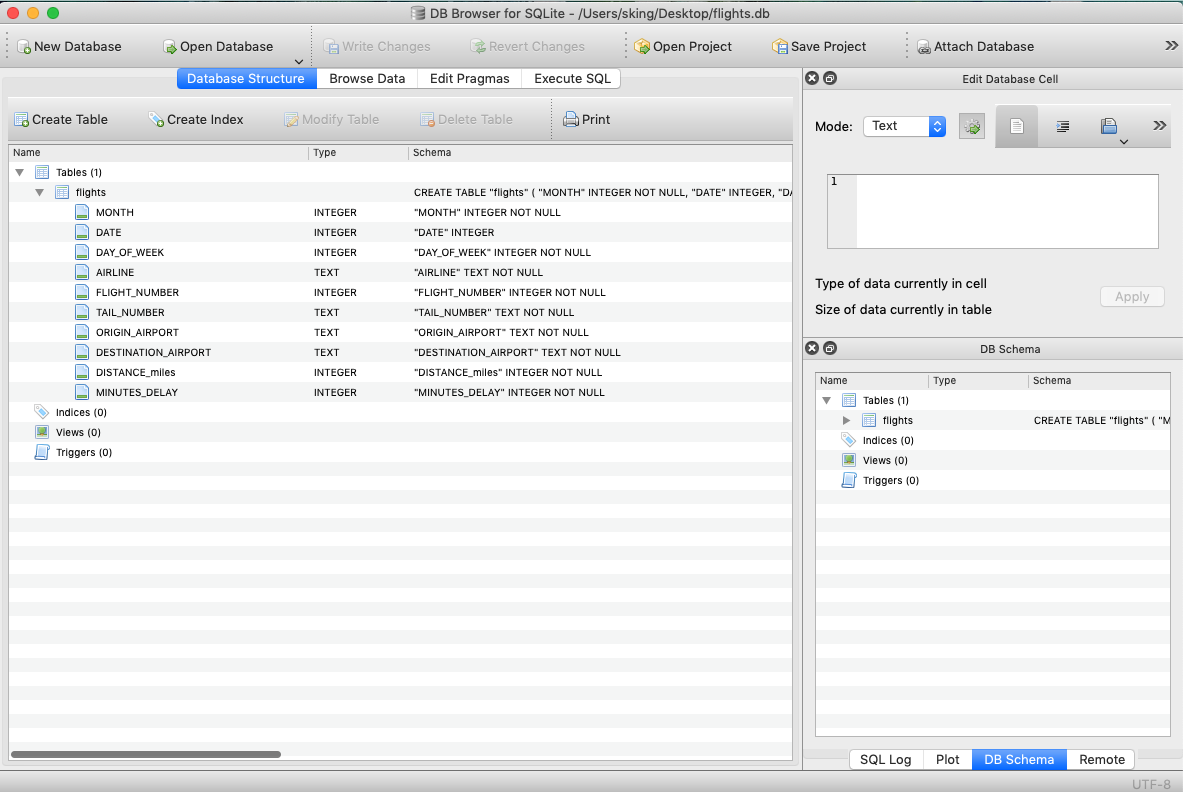 DB Browser for SQLite - /Users/sking/Desktop/flights.db
New Database Open Database Write Changes Revert Changes Open Project Save Project Attach Database »
Database Structure Browse Data Edit Pragmas Execute SQL
Create Table Create Index Modify Table Delete Table Print
Name Type Schema
Tables (1)
flights CREATE TABLE "flights" ( "MONTH" INTEGER NOT NULL, "DATE" INTEGER, "DA
MONTH INTEGER "MONTH" INTEGER NOT NULL
DATE INTEGER "DATE" INTEGER
DAY_OF_WEEK INTEGER "DAY_OF_WEEK" INTEGER NOT NULL
AIRLINE TEXT "AIRLINE" TEXT NOT NULL
FLIGHT_NUMBER INTEGER "FLIGHT_NUMBER" INTEGER NOT NULL
TAIL_NUMBER TEXT "TAIL_NUMBER" TEXT NOT NULL
ORIGIN_AIRPORT TEXT "ORIGIN_AIRPORT" TEXT NOT NULL
DESTINATION_AIRPORT TEXT "DESTINATION_AIRPORT" TEXT NOT NULL
DISTANCE_miles INTEGER "DISTANCE_miles" INTEGER NOT NULL
MINUTES_DELAY INTEGER "MINUTES_DELAY" INTEGER NOT NULL
Indices (0)
Views (0)
Triggers (0)
Edit Database Cell
Mode: Text »
1
Type of data currently in cell
Size of data currently in table
Apply
DB Schema
Name Type Schema
Tables (1)
flights CREATE TABLE "flights" ( "M
Indices (0)
Views (0)
Triggers (0)
SQL Log Plot DB Schema Remote
UTF-8